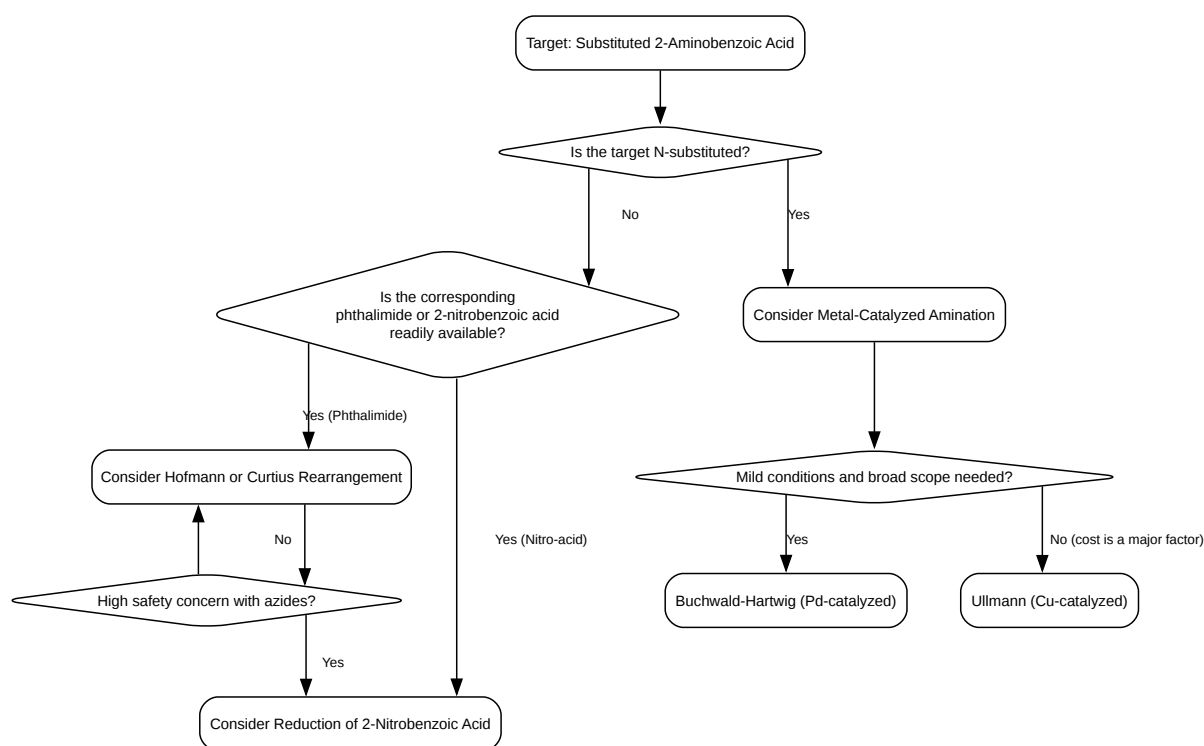 Target: Substituted 2-Aminobenzoic Acid
Is the target N-substituted?
No
Yes
Is the corresponding
phthalimide or 2-nitrobenzoic acid
readily available?
Consider Metal-Catalyzed Amination
Yes (Phthalimide)
Consider Hofmann or Curtius Rearrangement
Mild conditions and broad scope needed?
No
Yes (Nitro-acid)
Yes
No (cost is a major factor)
High safety concern with azides?
Buchwald-Hartwig (Pd-catalyzed)
Ullmann (Cu-catalyzed)
Yes
Consider Reduction of 2-Nitrobenzoic Acid